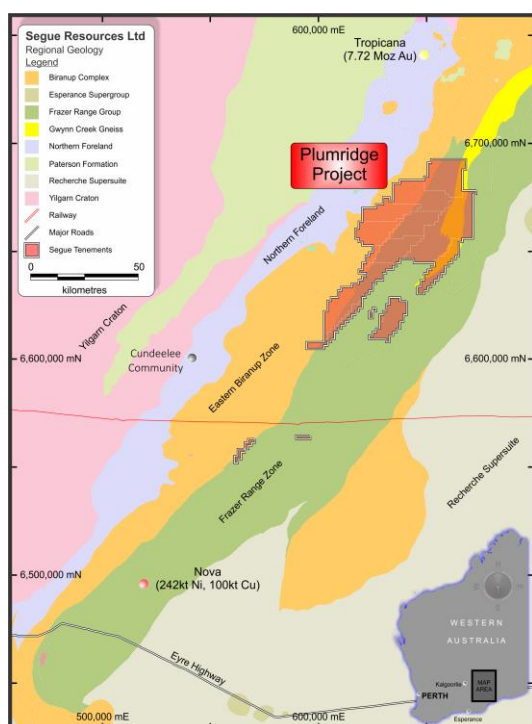 Segue Resources Ltd
Regional Geology
Legend
Biranup Complex
Esperance Supergroup
Frazer Range Group
Gwynn Creek Gneiss
Northern Foreland
Paterson Formation
Recherche Supersuite
Yilgarn Craton
Railway
Major Roads
Segue Tenements
0 50
kilometres
600,000 mE
Tropicana
(7.72 Moz Au)
6,700,000 mN
Plumridge
Project
Northern Foreland
Yilgarn Craton
6,600,000 mN
Cundeelee
Community
6,600,000 mN
Eastern Biranup Zone
Frazer Range Zone
Recherche Supersuite
6,500,000 mN
Nova
(242kt Ni, 100kt Cu)
Eyre Highway
500,000 mE
600,000 mE
WESTERN
AUSTRALIA
Kalgoorlie
PERTH
MAP
AREA
Esperance